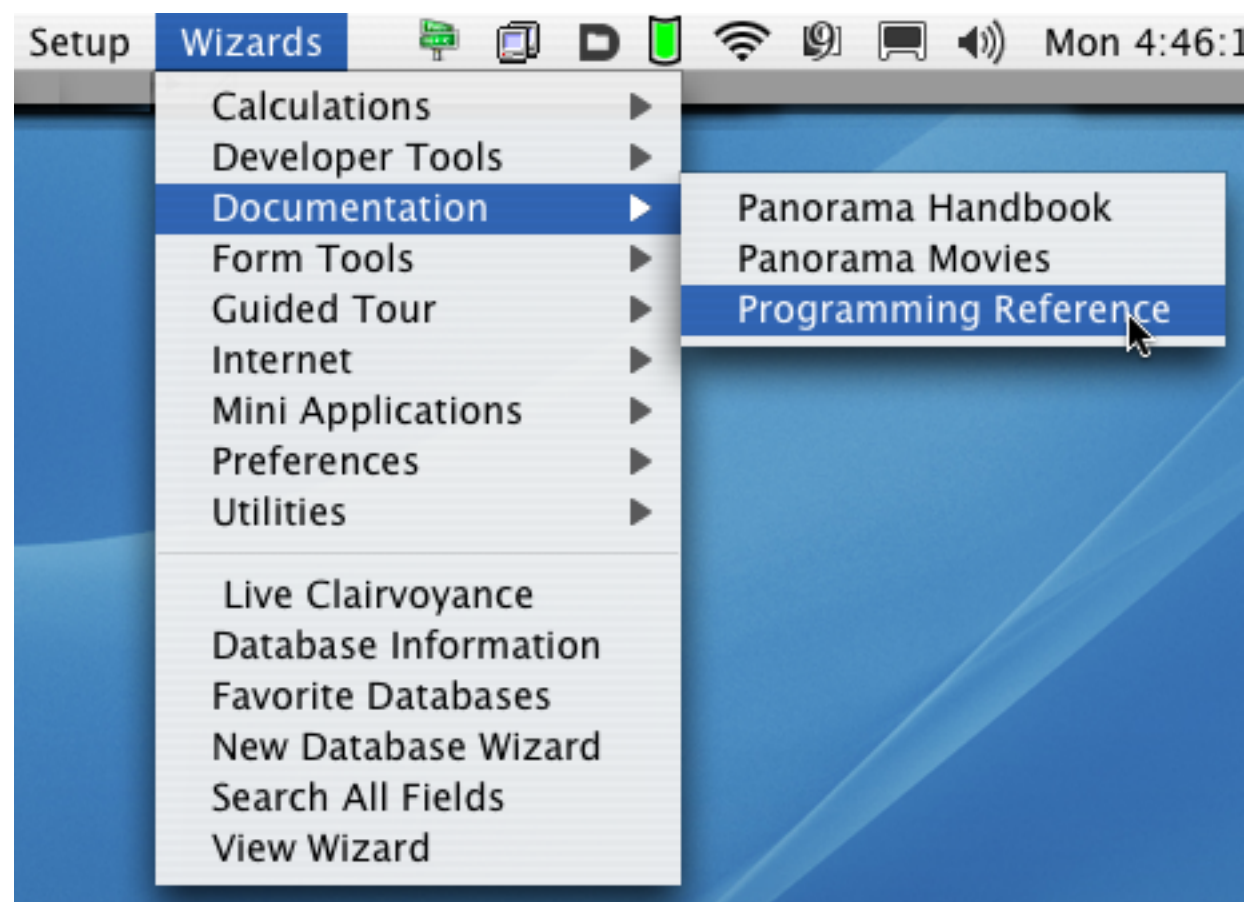 Setup Wizards Mon 4:46:1
Calculations
Developer Tools
Documentation
Form Tools
Guided Tour
Internet
Mini Applications
Preferences
Utilities
Live Clairvoyance
Database Information
Favorite Databases
New Database Wizard
Search All Fields
View Wizard
Panorama Handbook
Panorama Movies
Programming Reference